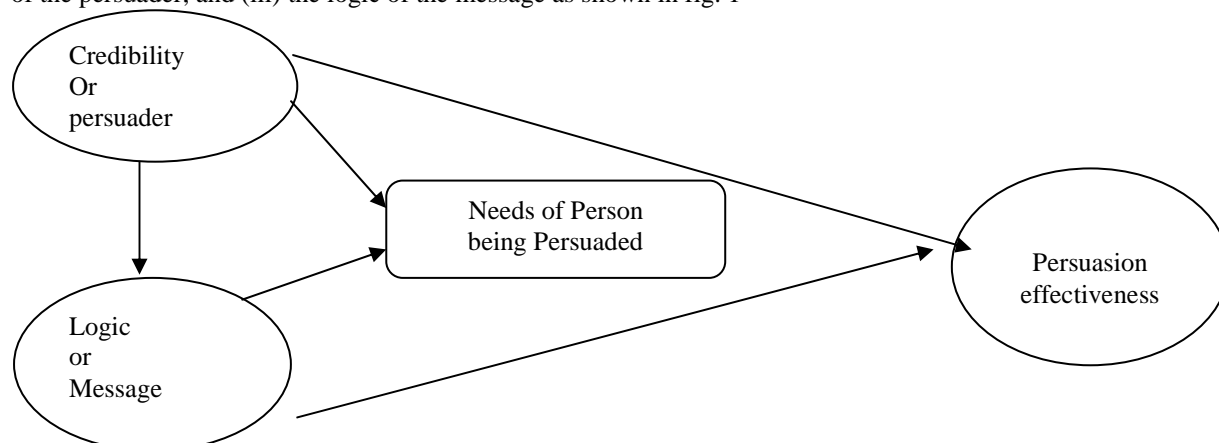 of the persuader, and (iii) the logic of the message as shown in fig. 1
Credibility
Or
persuader
Needs of Person
being Persuaded
Persuasion
effectiveness
Logic
or
Message